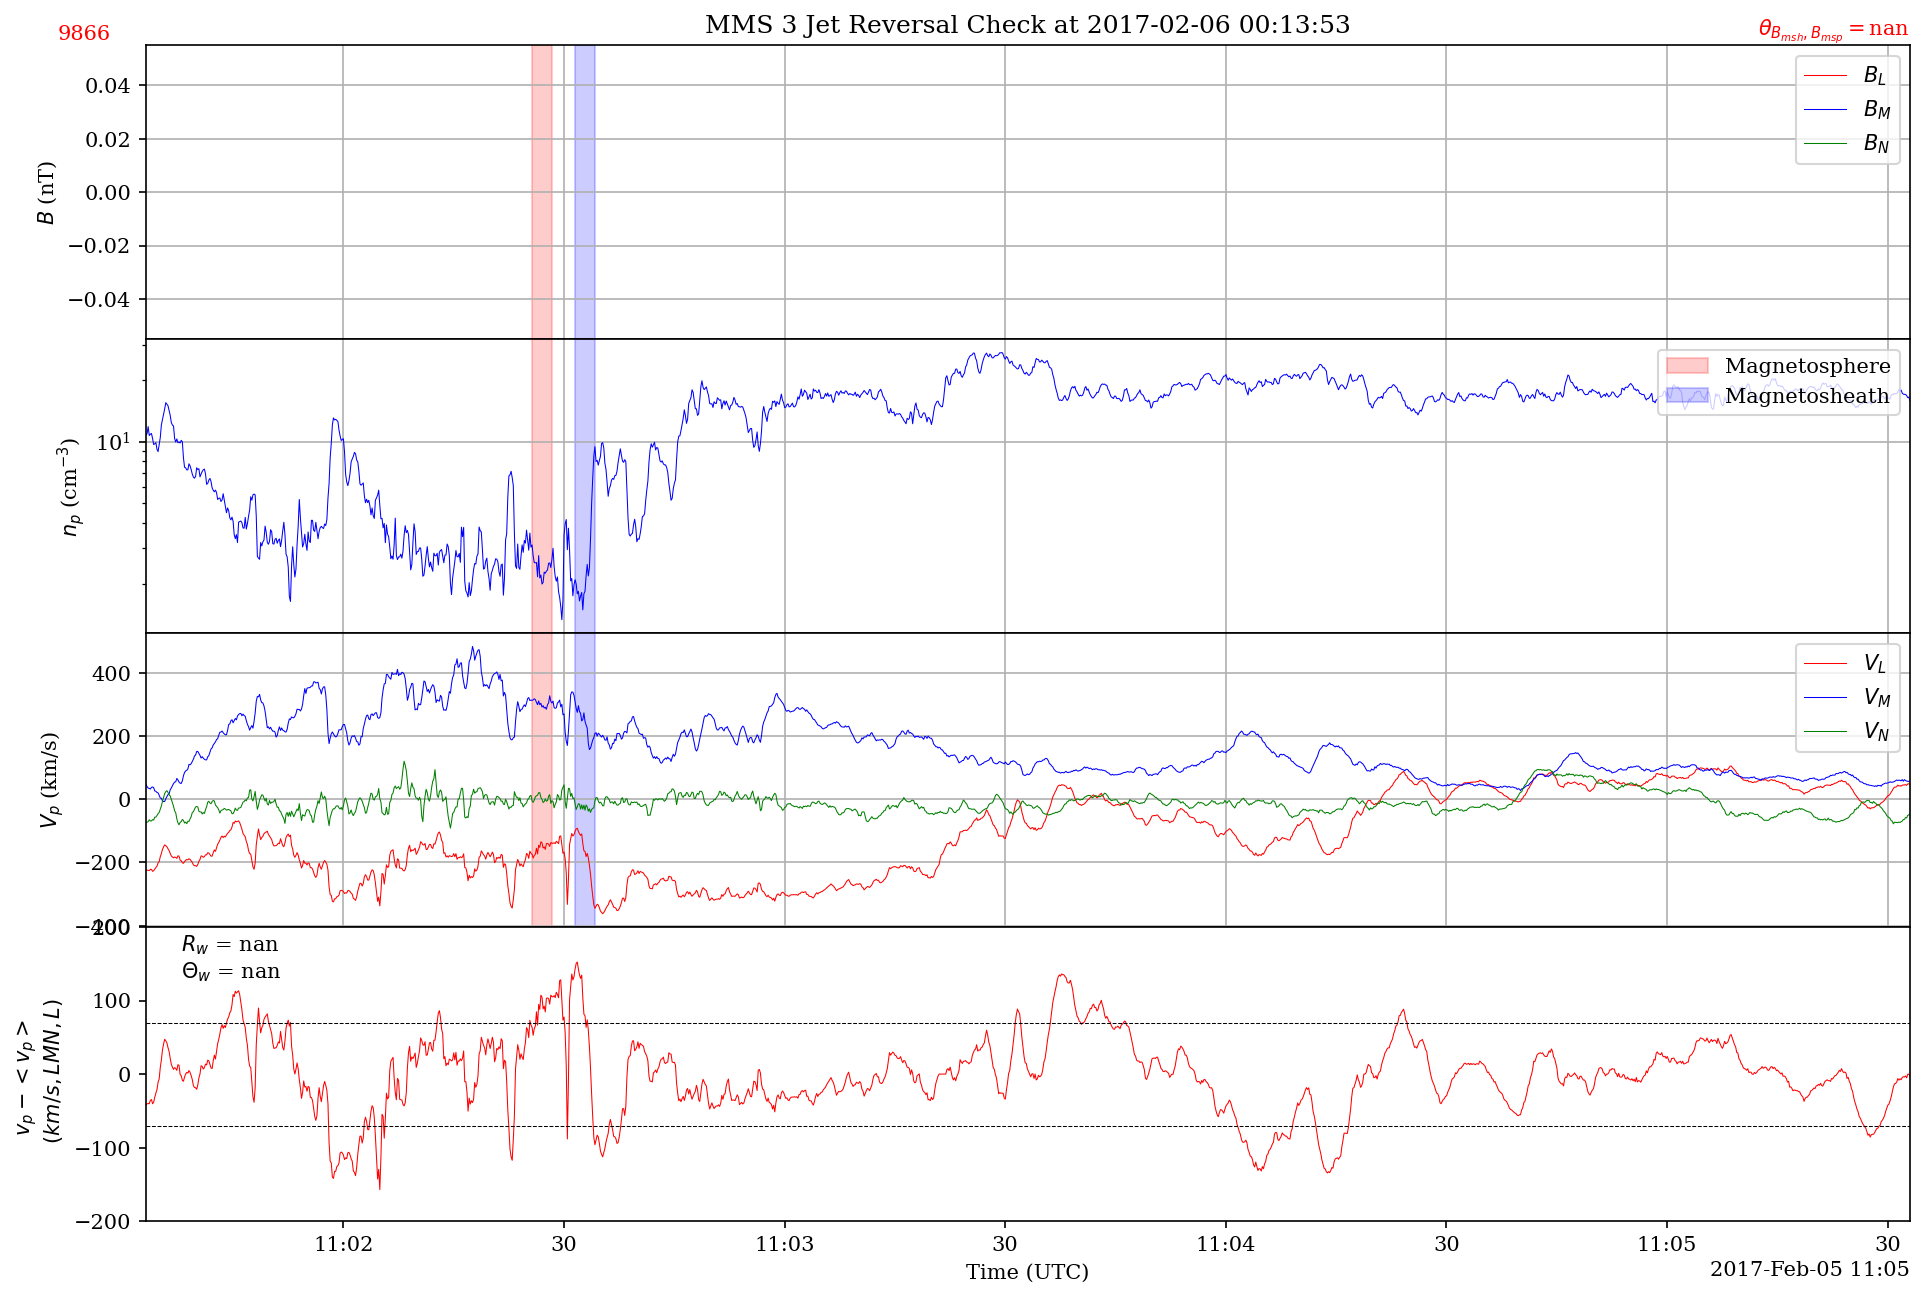 MMS 3 Jet Reversal Check at 2017-02-06 00:13:53
9866
θ_{B_{msh}, B_{msp}} = nan
0.04
0.02
0.00
−0.02
−0.04
B (nT)
B_L
B_M
B_N
10^1
n_p (cm^{−3})
Magnetosphere
Magnetosheath
400
200
0
−200
−400
V_p (km/s)
V_L
V_M
V_N
200
100
0
−100
−200
v_p − < v_p >
(km/s, LMN, L)
R_w = nan
Θ_w = nan
11:02
30
11:03
30
11:04
30
11:05
30
Time (UTC)
2017-Feb-05 11:05